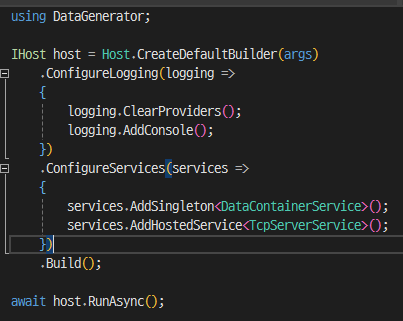 using DataGenerator;
IHost host = Host.CreateDefaultBuilder(args)
.ConfigureLogging(logging =>
{
logging.ClearProviders();
logging.AddConsole();
})
.ConfigureServices(services =>
{
services.AddSingleton<DataContainerService>();
services.AddHostedService<TcpServerService>();
})
.Build();
await host.RunAsync();